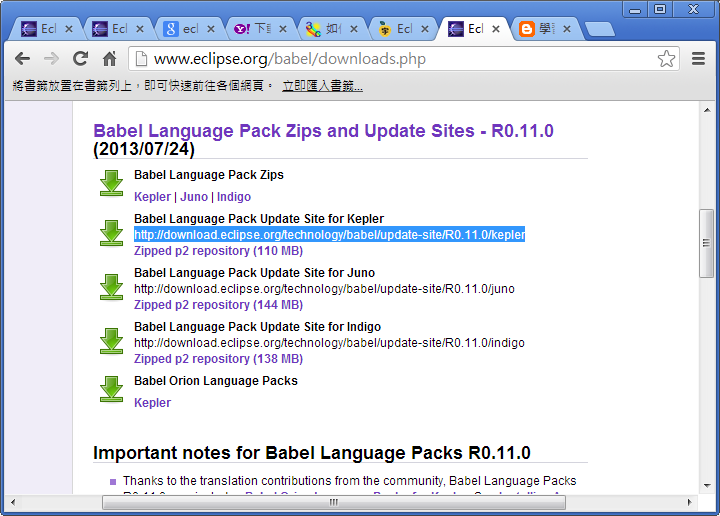 Ecl
Ecl
ecl
下
如
Ecl
Ecl
學
www.eclipse.org/babel/downloads.php
將書籤放置在書籤列上，即可快速前往各個網頁。 立即匯入書籤...
Babel Language Pack Zips and Update Sites - R0.11.0
(2013/07/24)
Babel Language Pack Zips
Kepler | Juno | Indigo
Babel Language Pack Update Site for Kepler
http://download.eclipse.org/technology/babel/update-site/R0.11.0/kepler
Zipped p2 repository (110 MB)
Babel Language Pack Update Site for Juno
http://download.eclipse.org/technology/babel/update-site/R0.11.0/juno
Zipped p2 repository (144 MB)
Babel Language Pack Update Site for Indigo
http://download.eclipse.org/technology/babel/update-site/R0.11.0/indigo
Zipped p2 repository (138 MB)
Babel Orion Language Packs
Kepler
Important notes for Babel Language Packs R0.11.0
Thanks to the translation contributions from the community, Babel Language Packs